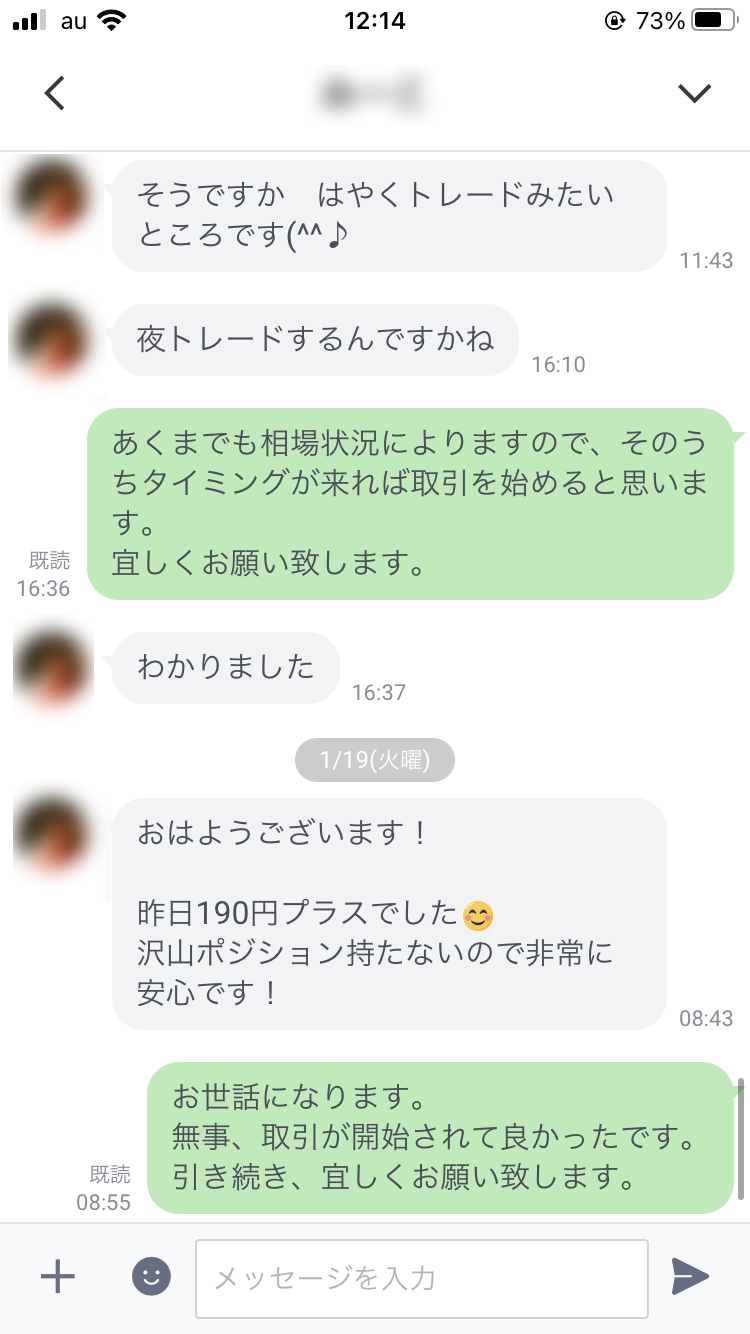 au
12:14
73%
そうですか　はやくトレードみたい
ところです(^^♪
11:43
夜トレードするんですかね
16:10
あくまでも相場状況によりますので、そのう
ちタイミングが来れば取引を始めると思いま
す。
宜しくお願い致します。
既読
16:36
わかりました
16:37
1/19(火曜)
おはようございます！
昨日190円プラスでした😊
沢山ポジション持たないので非常に
安心です！
08:43
お世話になります。
無事、取引が開始されて良かったです。
引き続き、宜しくお願い致します。
既読
08:55
メッセージを入力